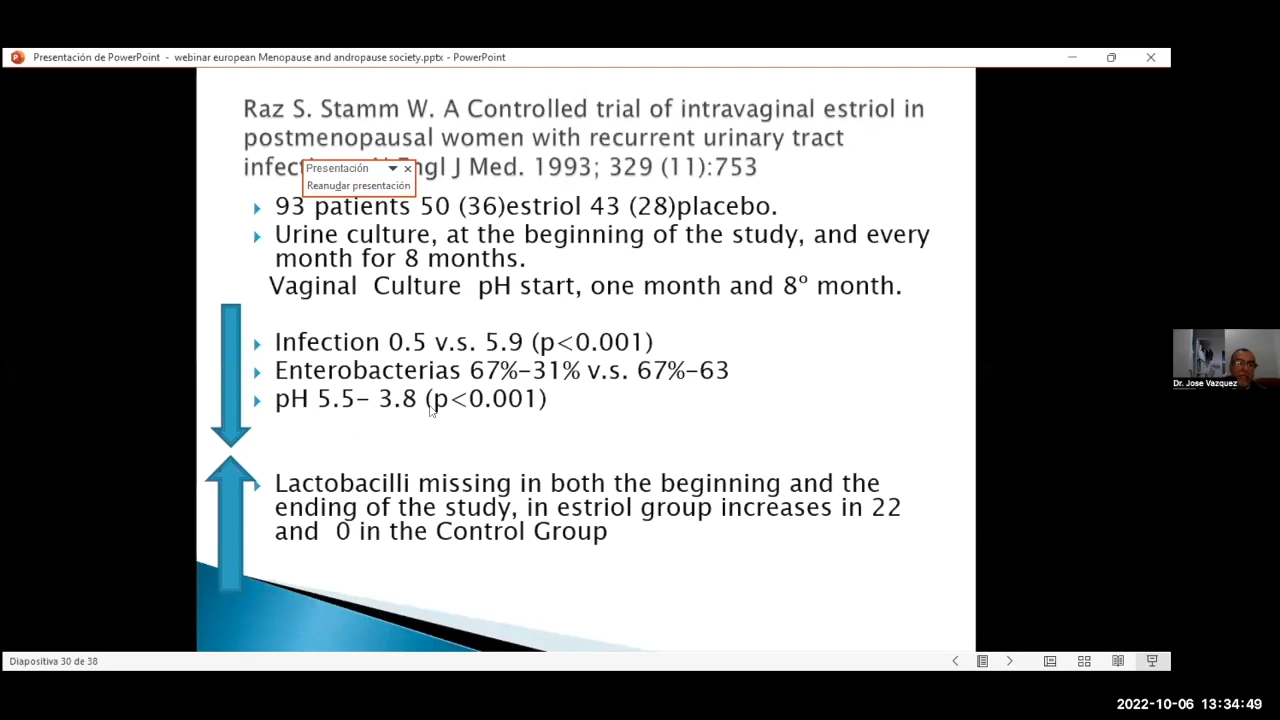 Presentación de PowerPoint - webinar european Menopause and andropause society.pptx - PowerPoint
Raz S. Stamm W. A Controlled trial of intravaginal estriol in
postmenopausal women with recurrent urinary tract
infec Engl J Med. 1993; 329 (11):753
Presentación
Reanudar presentación
93 patients 50 (36)estriol 43 (28)placebo.
Urine culture, at the beginning of the study, and every
month for 8 months.
Vaginal Culture pH start, one month and 8º month.
Infection 0.5 v.s. 5.9 (p<0.001)
Enterobacterias 67%-31% v.s. 67%-63
pH 5.5- 3.8 (p<0.001)
Dr. Jose Vazquez
Lactobacilli missing in both the beginning and the
ending of the study, in estriol group increases in 22
and 0 in the Control Group
Diapositiva 30 de 38
2022-10-06 13:34:49